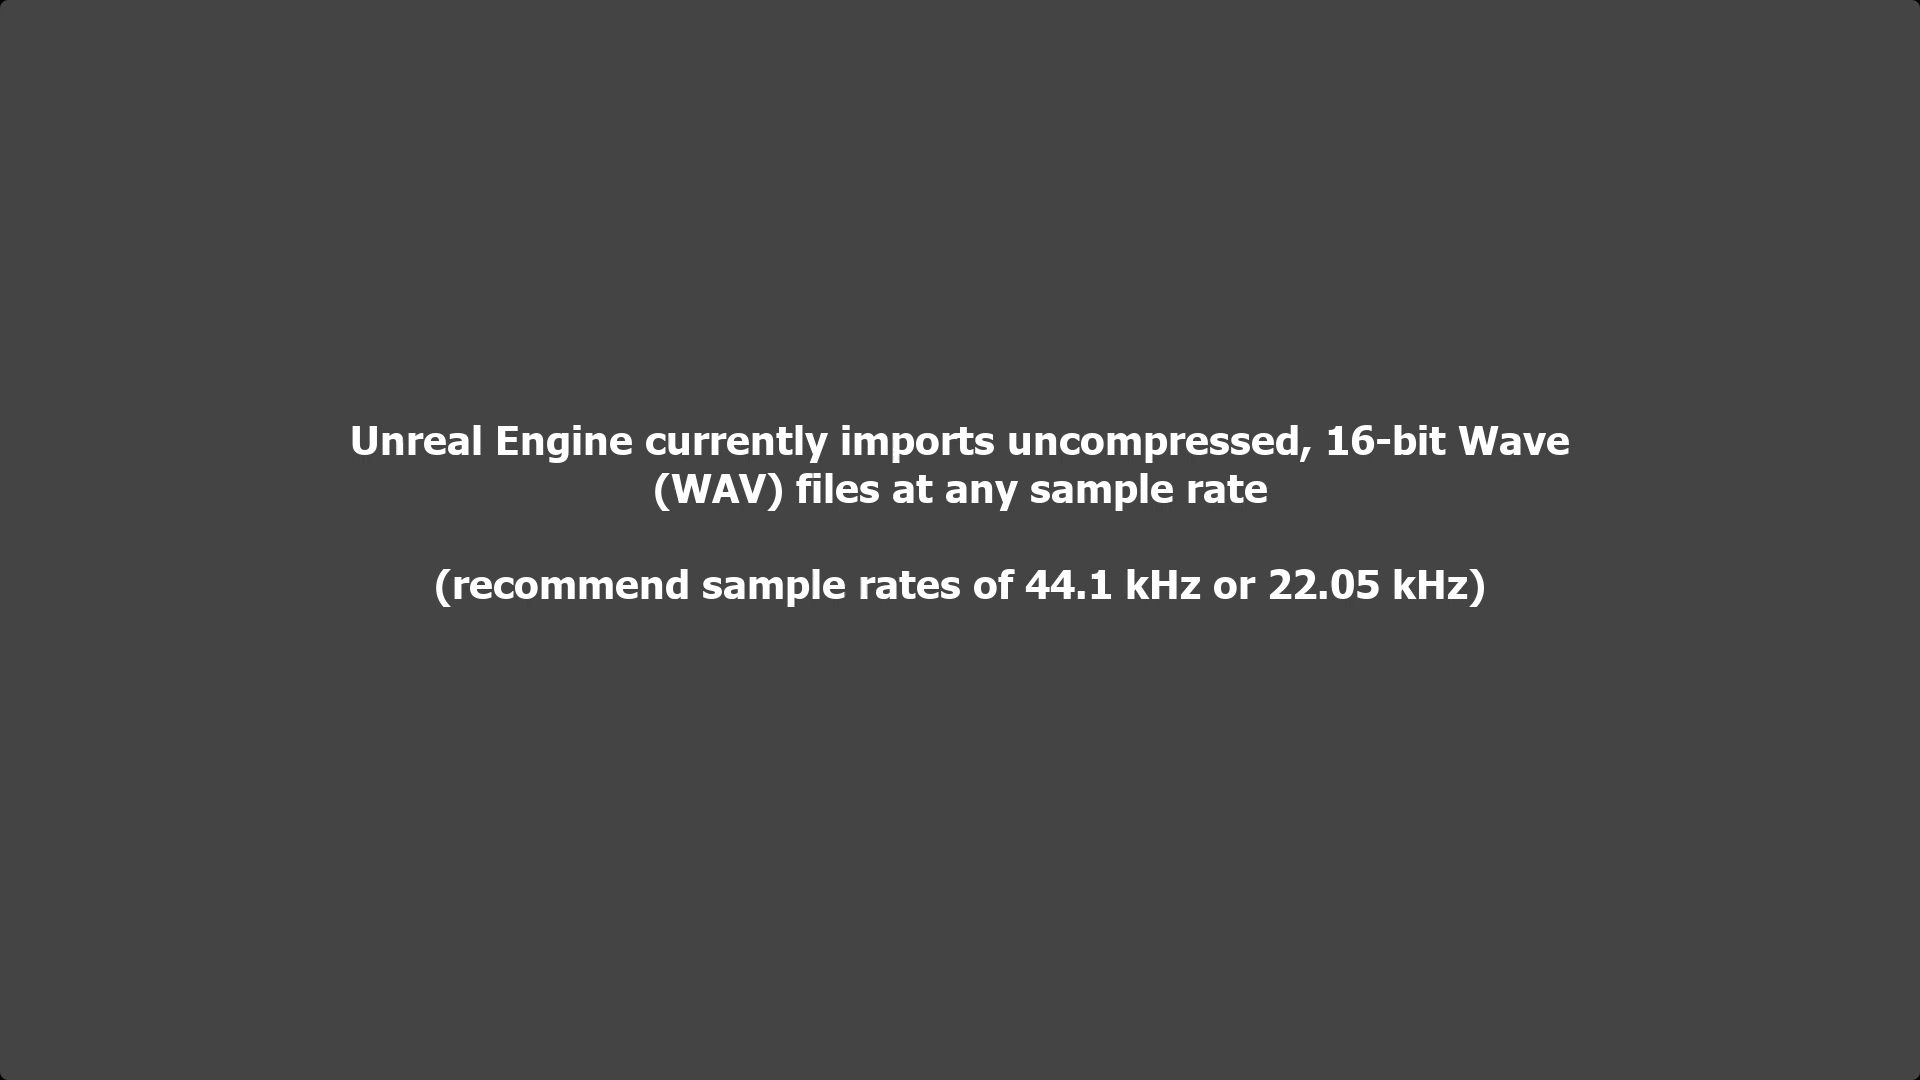 Unreal Engine currently imports uncompressed, 16-bit Wave
(WAV) files at any sample rate
(recommend sample rates of 44.1 kHz or 22.05 kHz)